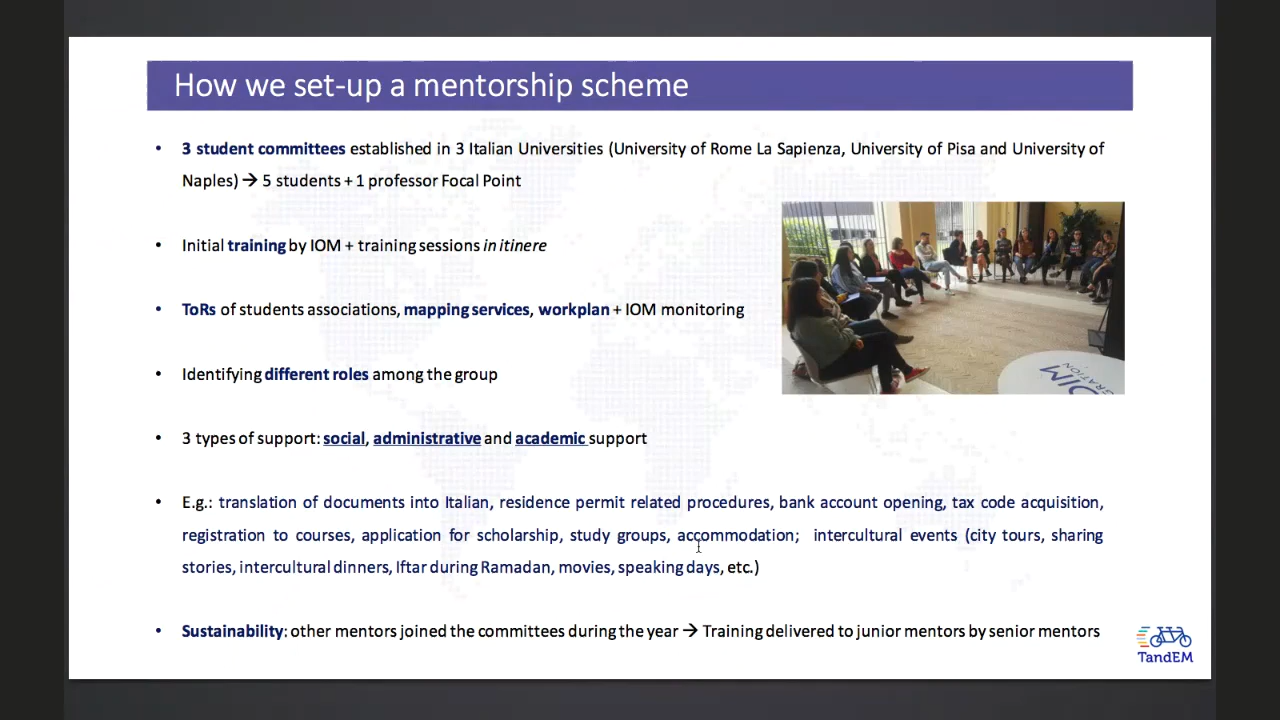 How we set-up a mentorship scheme
• 3 student committees established in 3 Italian Universities (University of Rome La Sapienza, University of Pisa and University of
Naples) → 5 students + 1 professor Focal Point
• Initial training by IOM + training sessions in itinere
• ToRs of students associations, mapping services, workplan + IOM monitoring
• Identifying different roles among the group
• 3 types of support: social, administrative and academic support
• E.g.: translation of documents into Italian, residence permit related procedures, bank account opening, tax code acquisition,
registration to courses, application for scholarship, study groups, accommodation; intercultural events (city tours, sharing
stories, intercultural dinners, Iftar during Ramadan, movies, speaking days, etc.)
• Sustainability: other mentors joined the committees during the year → Training delivered to junior mentors by senior mentors
TandEM